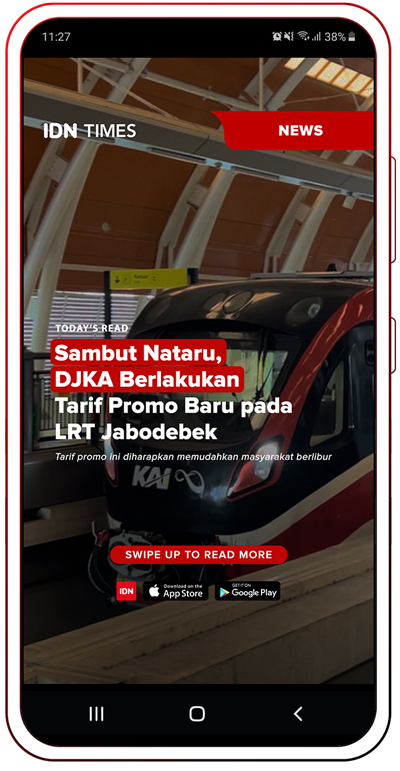 11:27
38%
IDN TIMES
NEWS
TODAY'S READ
Sambut Nataru,
DJKA Berlakukan
Tarif Promo Baru pada
LRT Jabodebek
Tarif promo ini diharapkan memudahkan masyarakat berlibur
KAI
SWIPE UP TO READ MORE
IDN
Download on the
App Store
GET IT ON
Google Play